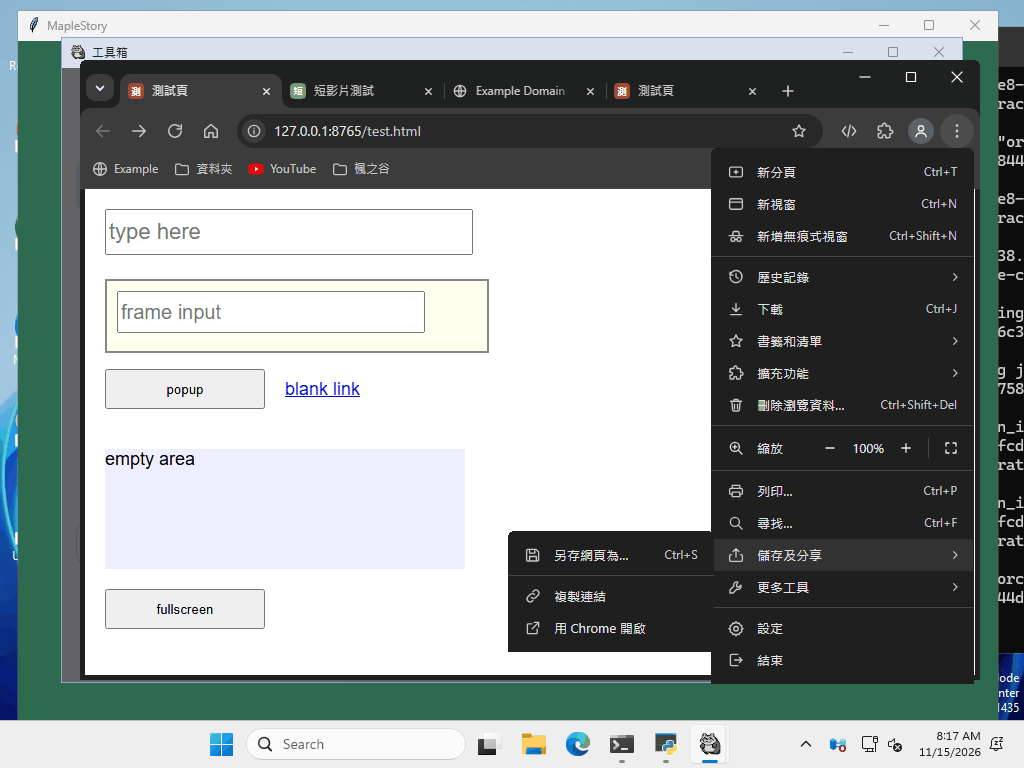 MapleStory
工具箱
測 測試頁
短 短影片測試
Example Domain
測 測試頁
127.0.0.1:8765/test.html
Example
資料夾
YouTube
楓之谷
type here
frame input
popup
blank link
empty area
fullscreen
新分頁 Ctrl+T
新視窗 Ctrl+N
新增無痕式視窗 Ctrl+Shift+N
歷史記錄
下載 Ctrl+J
書籤和清單
擴充功能
刪除瀏覽資料... Ctrl+Shift+Del
縮放 − 100% +
列印... Ctrl+P
尋找... Ctrl+F
儲存及分享
更多工具
設定
結束
另存網頁為... Ctrl+S
複製連結
用 Chrome 開啟
Search
8:17 AM
11/15/2026